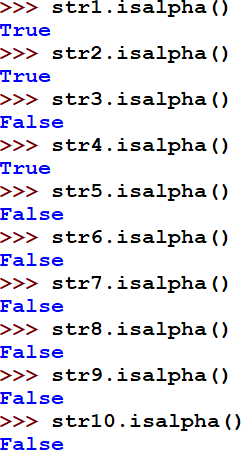 >>> str1.isalpha()
True
>>> str2.isalpha()
True
>>> str3.isalpha()
False
>>> str4.isalpha()
True
>>> str5.isalpha()
False
>>> str6.isalpha()
False
>>> str7.isalpha()
False
>>> str8.isalpha()
False
>>> str9.isalpha()
False
>>> str10.isalpha()
False